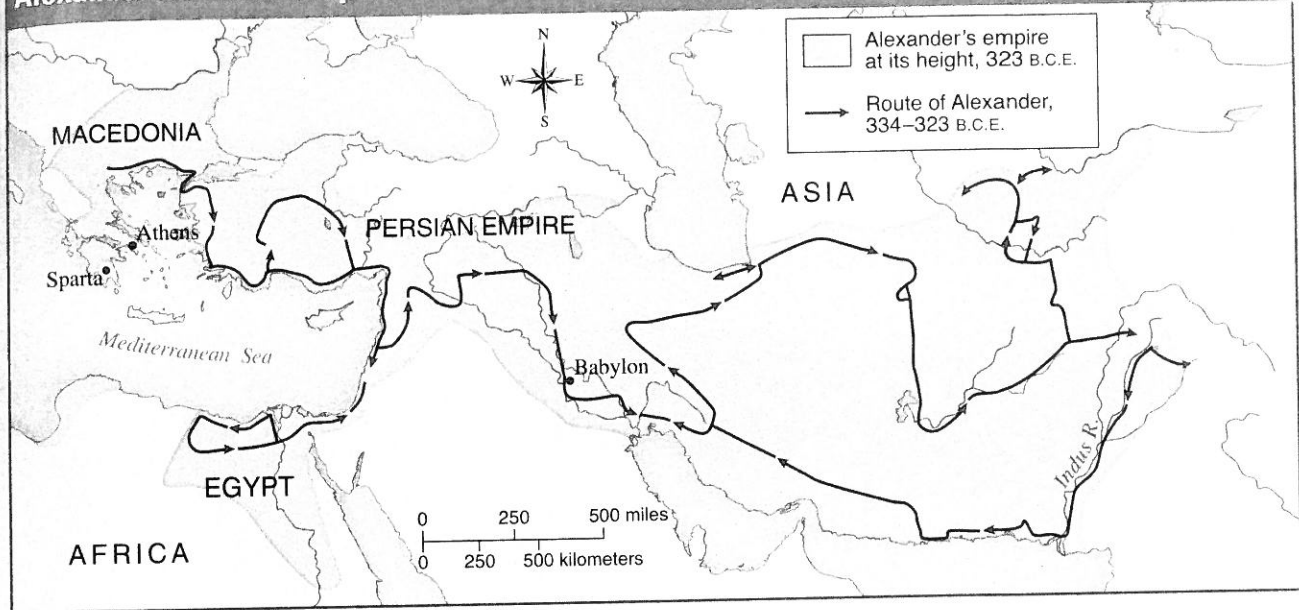 N
W E
S
Alexander's empire
at its height, 323 B.C.E.
Route of Alexander,
334–323 B.C.E.
MACEDONIA
ASIA
PERSIAN EMPIRE
Athens
Sparta
Mediterranean Sea
Babylon
Indus R.
EGYPT
AFRICA
0 250 500 miles
0 250 500 kilometers